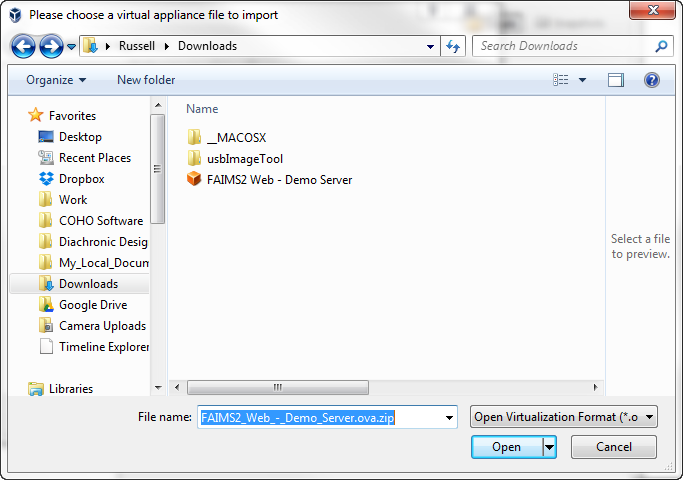 Please choose a virtual appliance file to import
Russell Downloads
Search Downloads
Organize New folder
Name
Favorites
Desktop
Recent Places
Dropbox
Work
COHO Software
Diachronic Desig
My_Local_Docum
Downloads
Google Drive
Camera Uploads
Timeline Explorer
Libraries
__MACOSX
usbImageTool
FAIMS2 Web - Demo Server
Select a file
to preview.
File name: FAIMS2_Web_-_Demo_Server.ova.zip Open Virtualization Format (*.o
Open Cancel